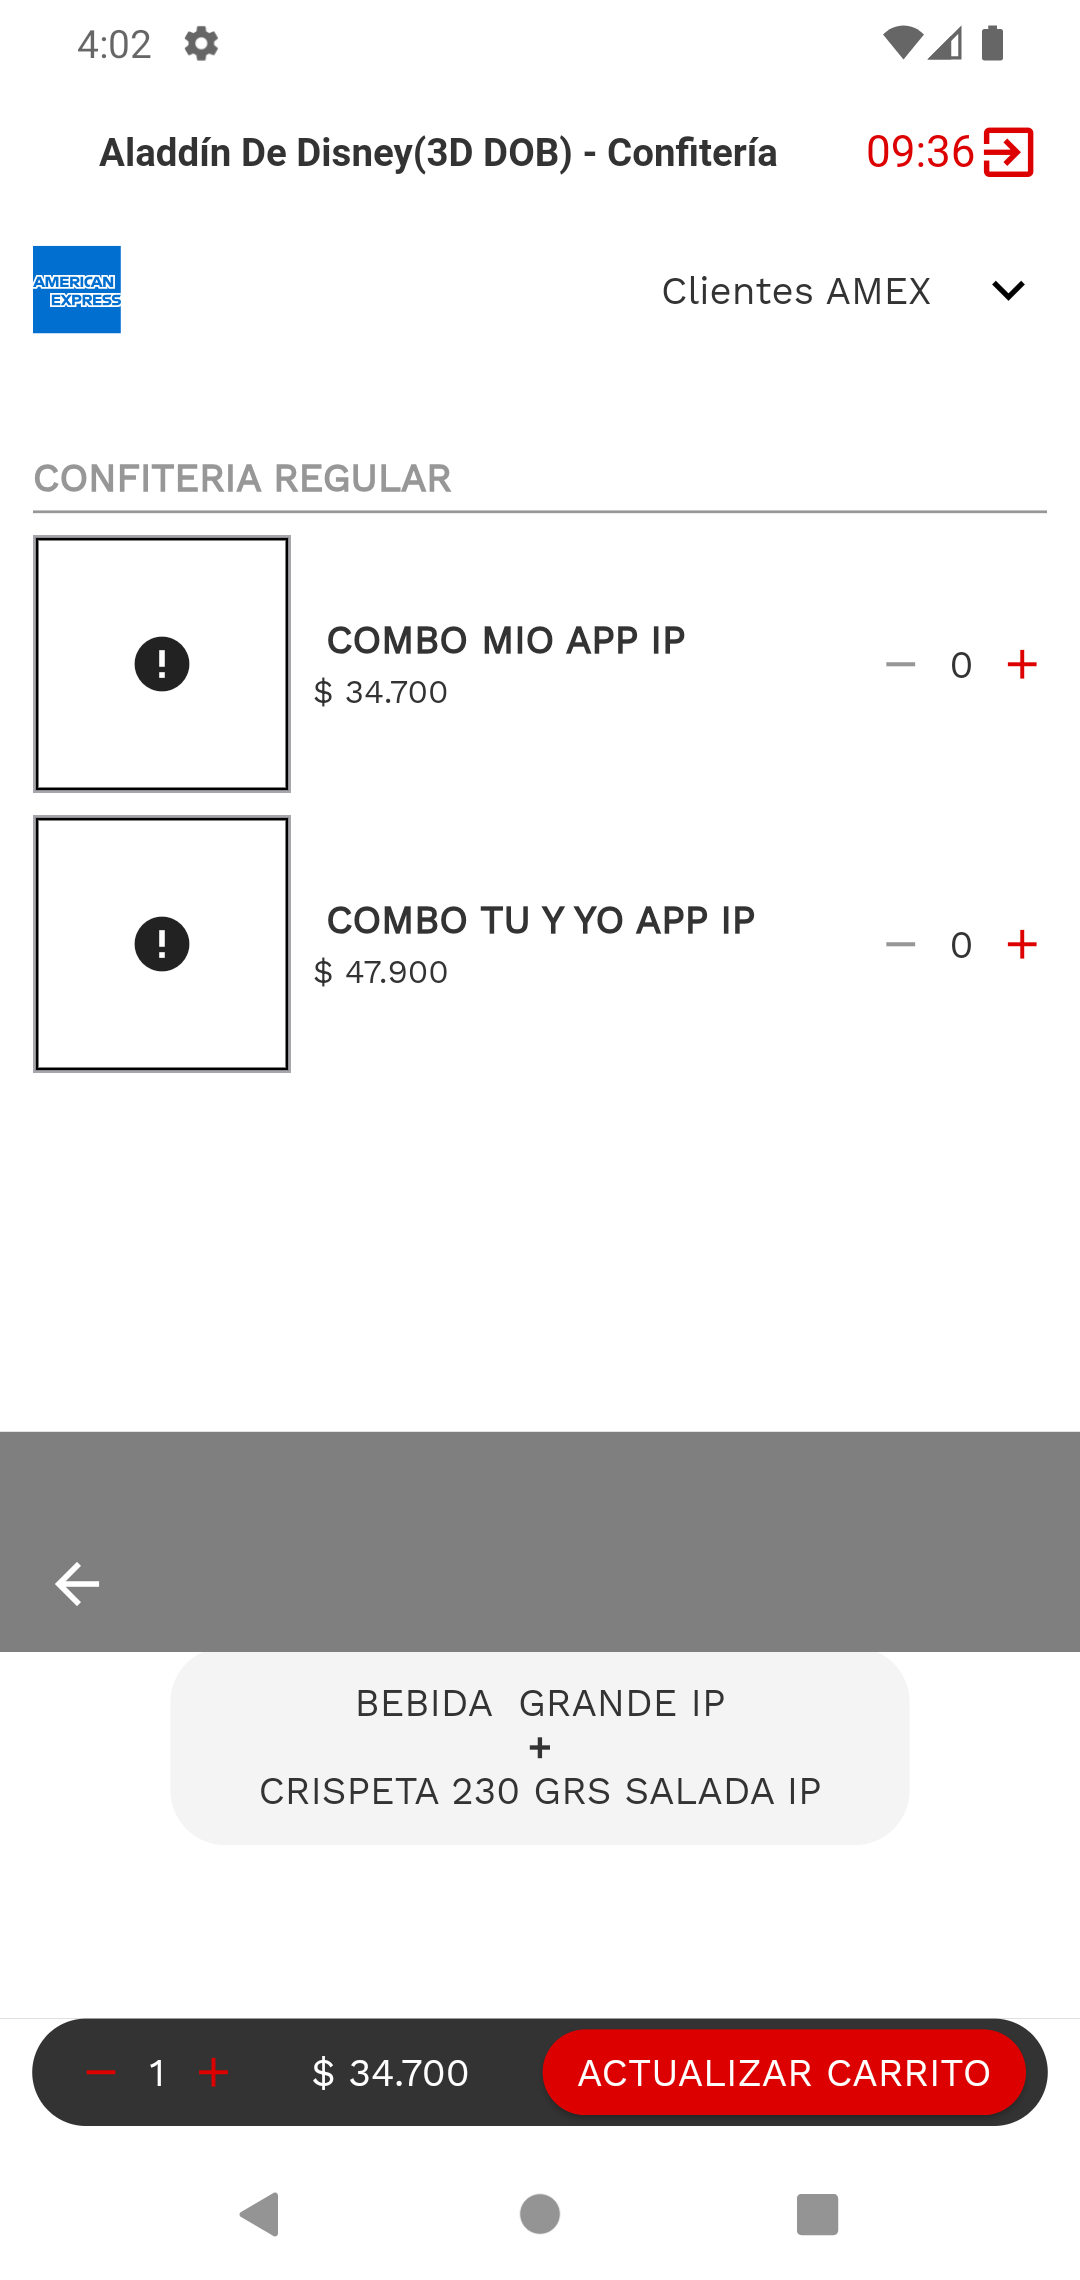 4:02
Aladdín De Disney(3D DOB) - Confitería
09:36
AMERICAN
EXPRESS
Clientes AMEX
CONFITERIA REGULAR
COMBO MIO APP IP
$ 34.700
0
COMBO TU Y YO APP IP
$ 47.900
0
BEBIDA  GRANDE IP
+
CRISPETA 230 GRS SALADA IP
1
$ 34.700
ACTUALIZAR CARRITO